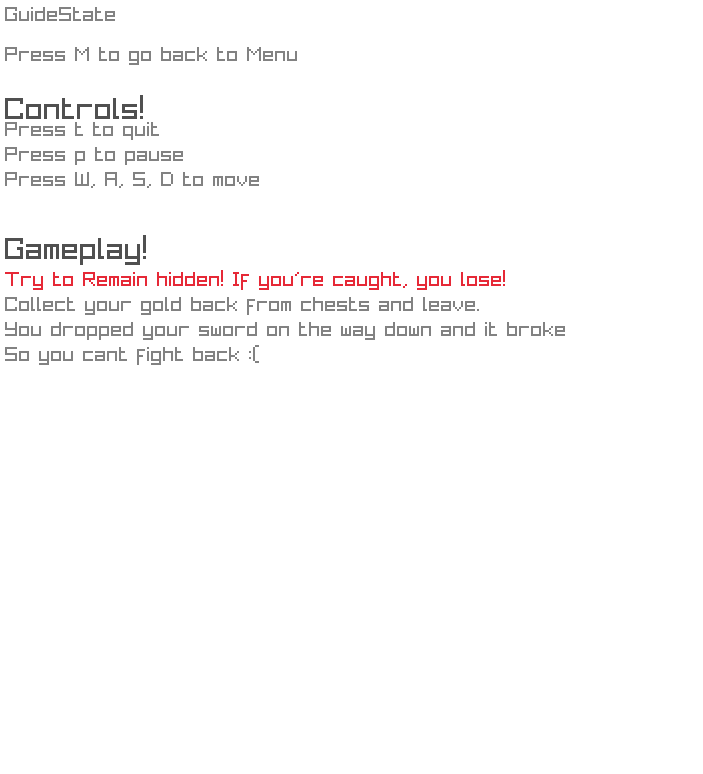 GuideState
Press M to go back to Menu
Controls!
Press t to quit
Press p to pause
Press W, A, S, D to move
Gameplay!
Try to Remain hidden! If you're caught, you lose!
Collect your gold back from chests and leave.
You dropped your sword on the way down and it broke
So you cant fight back :(